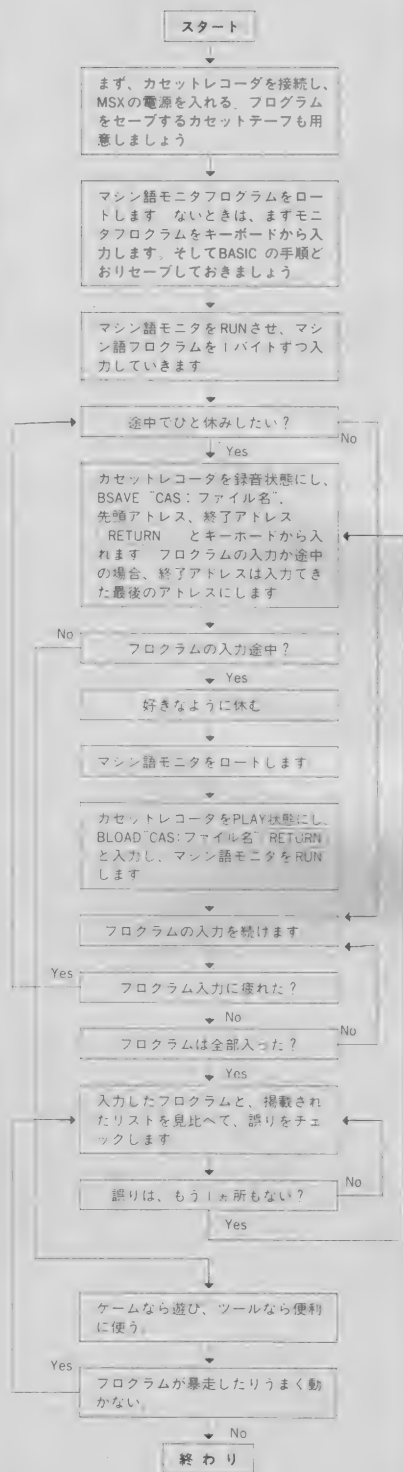 スタート
まず、カセットレコーダを接続し、
MSXの電源を入れる。プログラム
をセーブするカセットテープも用
意しましょう
マシン語モニタプログラムをロー
ドします ないときは、まずモニ
タプログラムをキーボードから入
力します。そしてBASIC の手順ど
おりセーブしておきましょう
マシン語モニタをRUNさせ、マシ
ン語プログラムを1バイトずつ入
力していきます
途中でひと休みしたい?
No
Yes
カセットレコータを録音状態にし、
BSAVE "CAS:ファイル名",
先頭アドレス、終了アドレス
RETURN とキーボードから入
れます プログラムの入力が途中
の場合、終了アドレスは入力してき
た最後のアドレスにします
No
プログラムの入力途中?
Yes
好きなように休む
マシン語モニタをロードします
カセットレコータをPLAY状態にし、
BLOAD"CAS:ファイル名" RETURN
と入力し、マシン語モニタをRUN
します
プログラムの入力を続けます
Yes
プログラム入力に疲れた?
No
プログラムは全部入った?
No
Yes
入力したプログラムと、掲載され
たリストを見比べて、誤りをチェ
ックします
誤りは、もう1ヵ所もない?
No
Yes
ゲームなら遊び、ツールなら便利
に使う。
Yes
プログラムが暴走したりうまく動
かない。
No
終わり